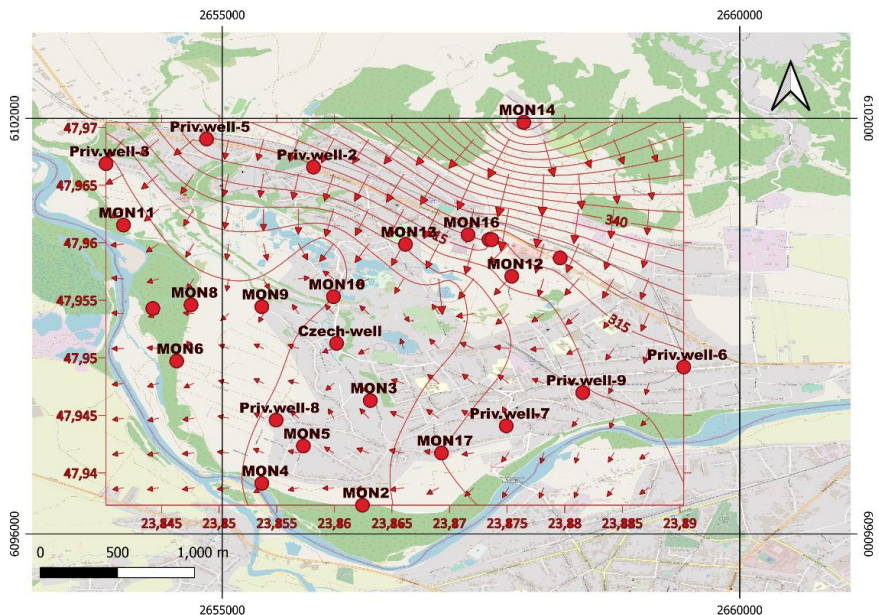 2655000 2660000
6102000 6102000
MON14
47,97
Priv.well-5
Priv.well-3
Priv.well-2
47,965
MON11
340
MON16
MON13
47,96
MON12
47,955
MON8
MON9
MON10
315
Czech-well
47,95
MON6
Priv.well-6
Priv.well-9
MON3
47,945
Priv.well-8
Priv.well-7
MON5
MON17
47,94
MON4
MON2
23,845 23,85 23,855 23,86 23,865 23,87 23,875 23,88 23,885 23,89
6096000 6096000
0 500 1,000 m
2655000 2660000